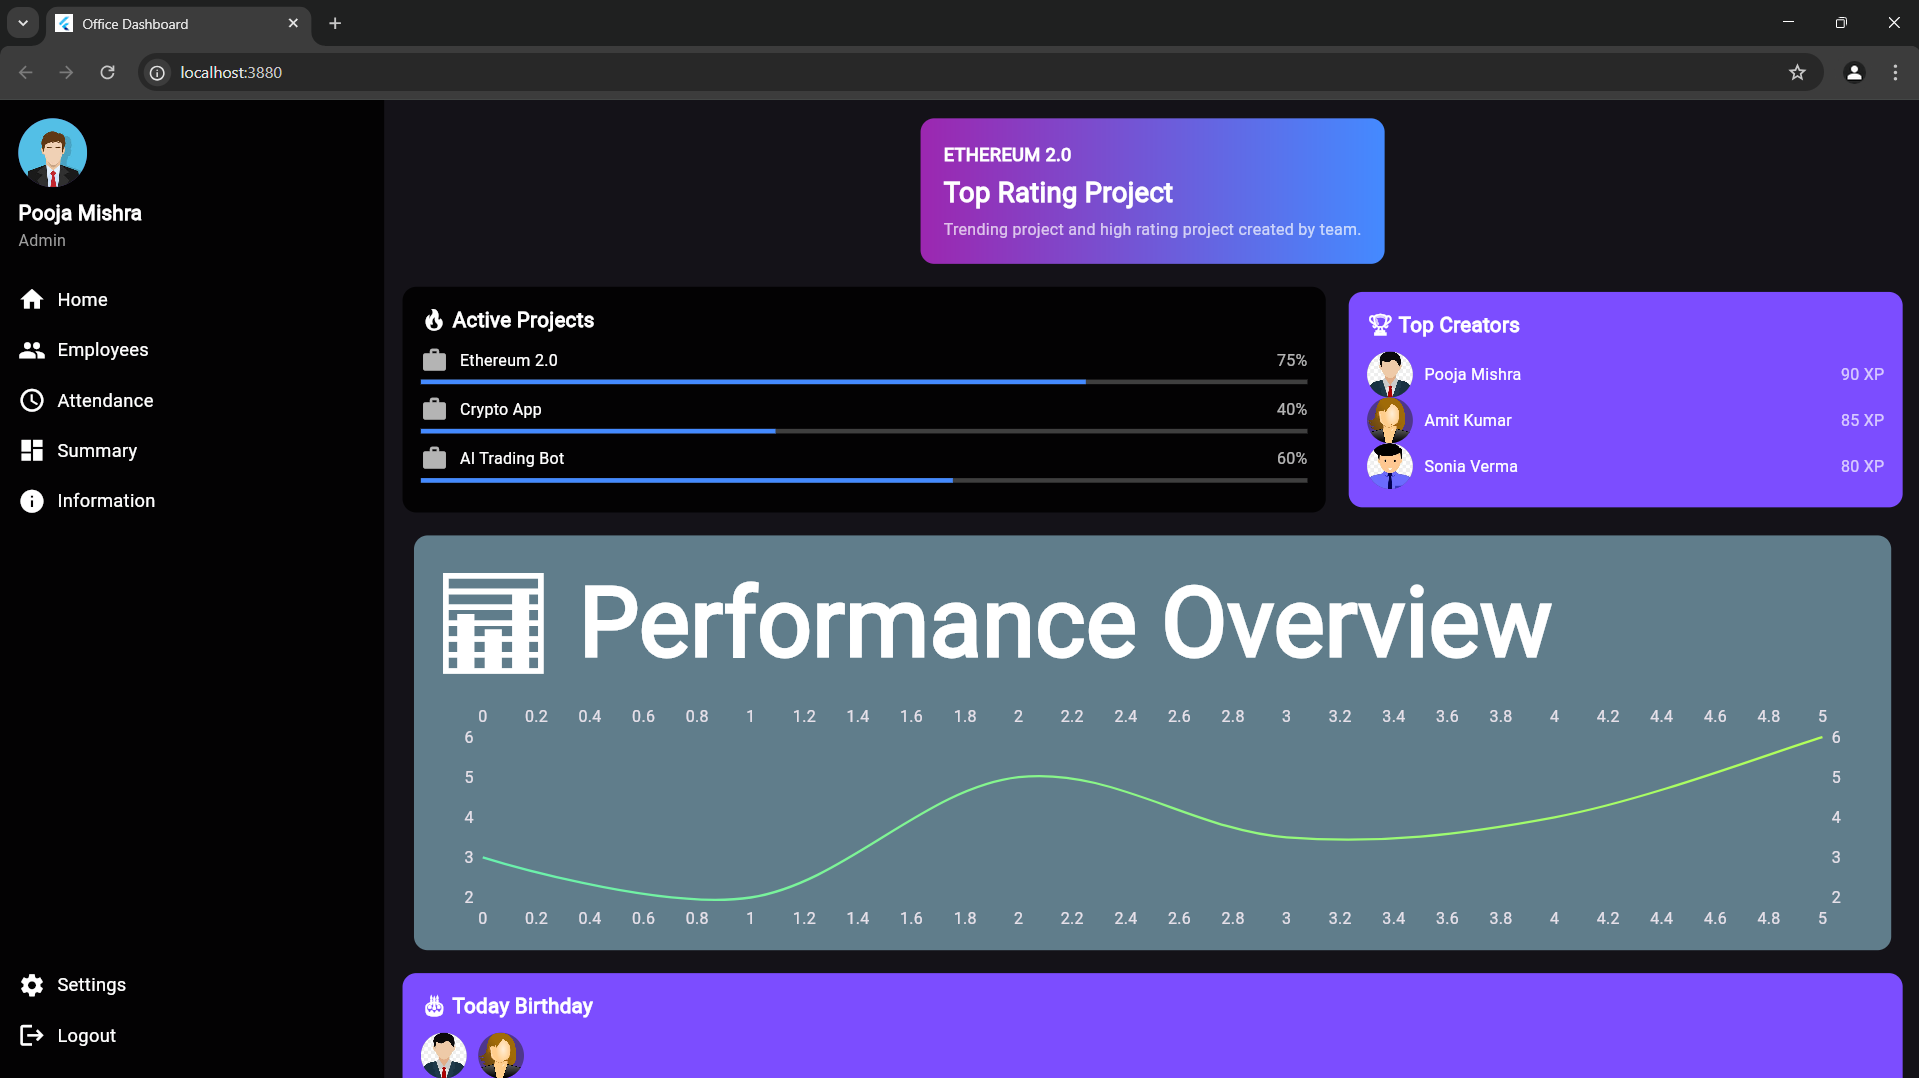 Office Dashboard
localhost:3880
Pooja Mishra
Admin
Home
Employees
Attendance
Summary
Information
Settings
Logout
ETHEREUM 2.0
Top Rating Project
Trending project and high rating project created by team.
Active Projects
Ethereum 2.0 75%
Crypto App 40%
AI Trading Bot 60%
Top Creators
Pooja Mishra 90 XP
Amit Kumar 85 XP
Sonia Verma 80 XP
Performance Overview
0 0.2 0.4 0.6 0.8 1 1.2 1.4 1.6 1.8 2 2.2 2.4 2.6 2.8 3 3.2 3.4 3.6 3.8 4 4.2 4.4 4.6 4.8 5
6 6
5 5
4 4
3 3
2 2
0 0.2 0.4 0.6 0.8 1 1.2 1.4 1.6 1.8 2 2.2 2.4 2.6 2.8 3 3.2 3.4 3.6 3.8 4 4.2 4.4 4.6 4.8 5
Today Birthday